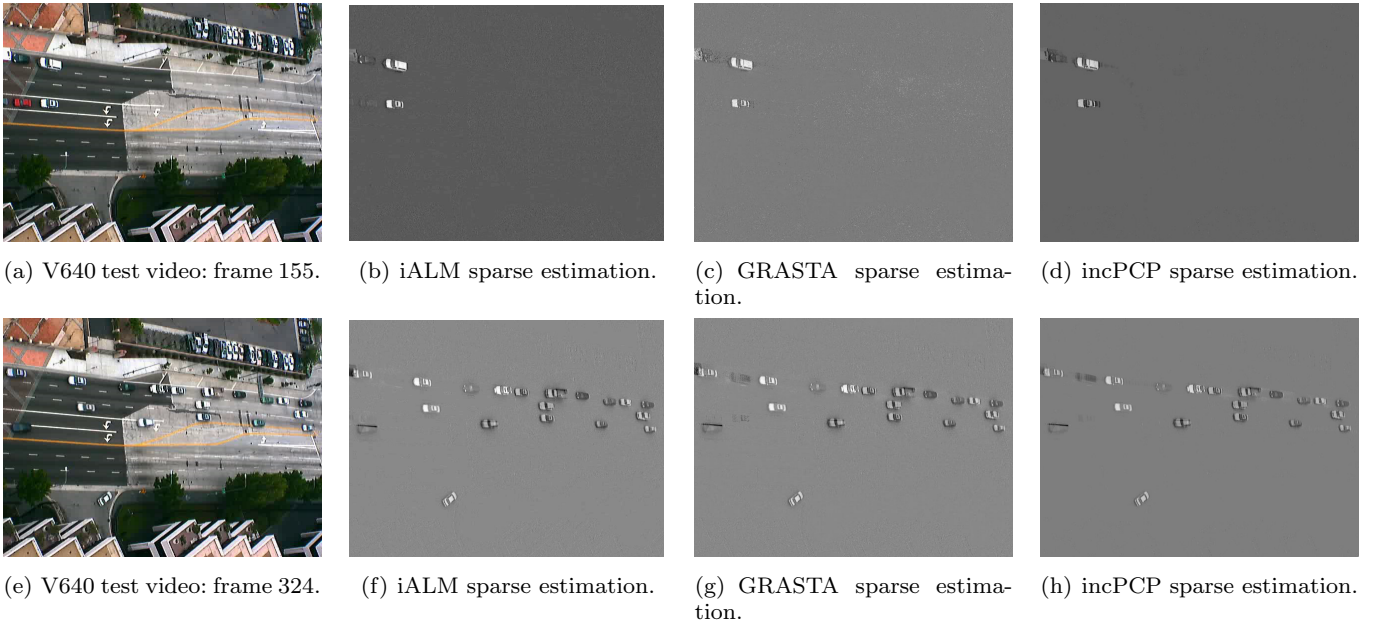 (a) V640 test video: frame 155.
(b) iALM sparse estimation.
(c) GRASTA sparse estima-
tion.
(d) incPCP sparse estimation.
(e) V640 test video: frame 324.
(f) iALM sparse estimation.
(g) GRASTA sparse estima-
tion.
(h) incPCP sparse estimation.